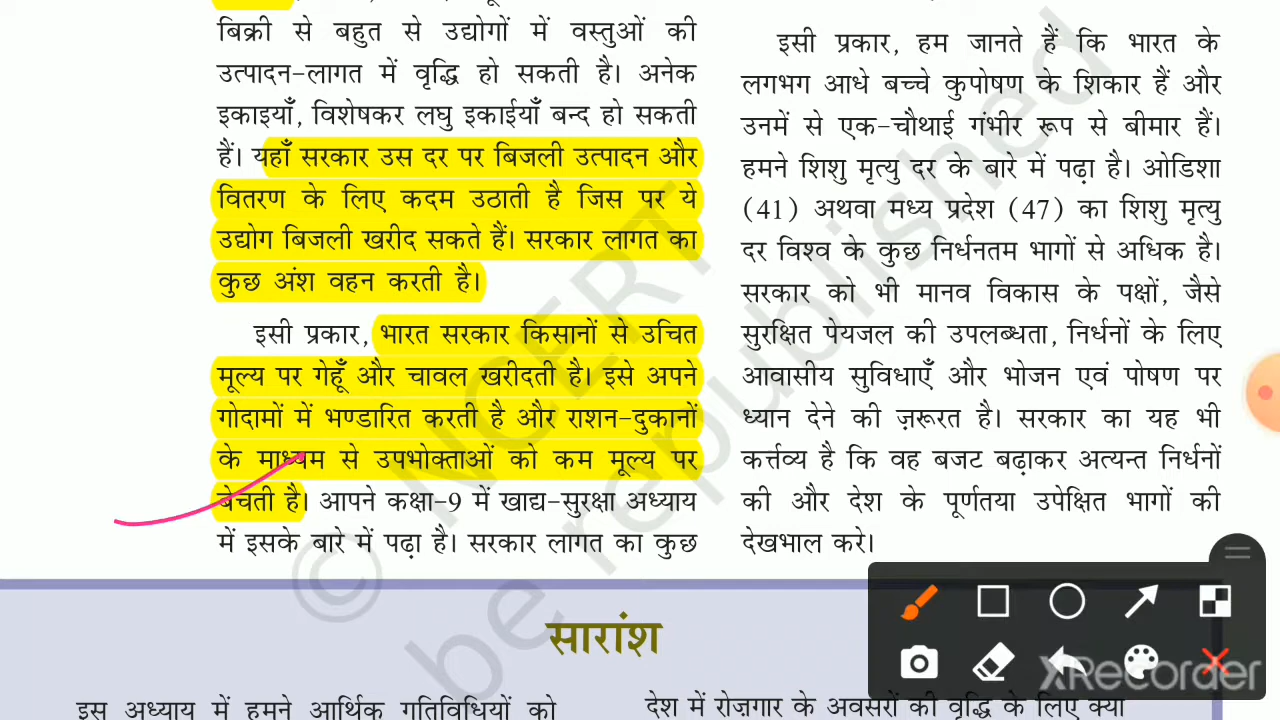 बिक्री से बहुत से उद्योगों में वस्तुओं की
उत्पादन-लागत में वृद्धि हो सकती है। अनेक
इकाइयाँ, विशेषकर लघु इकाईयाँ बन्द हो सकती
हैं। यहाँ सरकार उस दर पर बिजली उत्पादन और
वितरण के लिए कदम उठाती है जिस पर ये
उद्योग बिजली खरीद सकते हैं। सरकार लागत का
कुछ अंश वहन करती है।
इसी प्रकार, भारत सरकार किसानों से उचित
मूल्य पर गेहूँ और चावल खरीदती है। इसे अपने
गोदामों में भण्डारित करती है और राशन-दुकानों
के माध्यम से उपभोक्ताओं को कम मूल्य पर
बेचती है। आपने कक्षा-9 में खाद्य-सुरक्षा अध्याय
में इसके बारे में पढ़ा है। सरकार लागत का कुछ
इसी प्रकार, हम जानते हैं कि भारत के
लगभग आधे बच्चे कुपोषण के शिकार हैं और
उनमें से एक-चौथाई गंभीर रूप से बीमार हैं।
हमने शिशु मृत्यु दर के बारे में पढ़ा है। ओडिशा
(41) अथवा मध्य प्रदेश (47) का शिशु मृत्यु
दर विश्व के कुछ निर्धनतम भागों से अधिक है।
सरकार को भी मानव विकास के पक्षों, जैसे
सुरक्षित पेयजल की उपलब्धता, निर्धनों के लिए
आवासीय सुविधाएँ और भोजन एवं पोषण पर
ध्यान देने की ज़रूरत है। सरकार का यह भी
कर्त्तव्य है कि वह बजट बढ़ाकर अत्यन्त निर्धनों
की और देश के पूर्णतया उपेक्षित भागों की
देखभाल करे।
© NCERT
be republished
सारांश
इस अध्याय में हमने आर्थिक गतिविधियों को
देश में रोज़गार के अवसरों की वृद्धि के लिए क्या
XRecorder